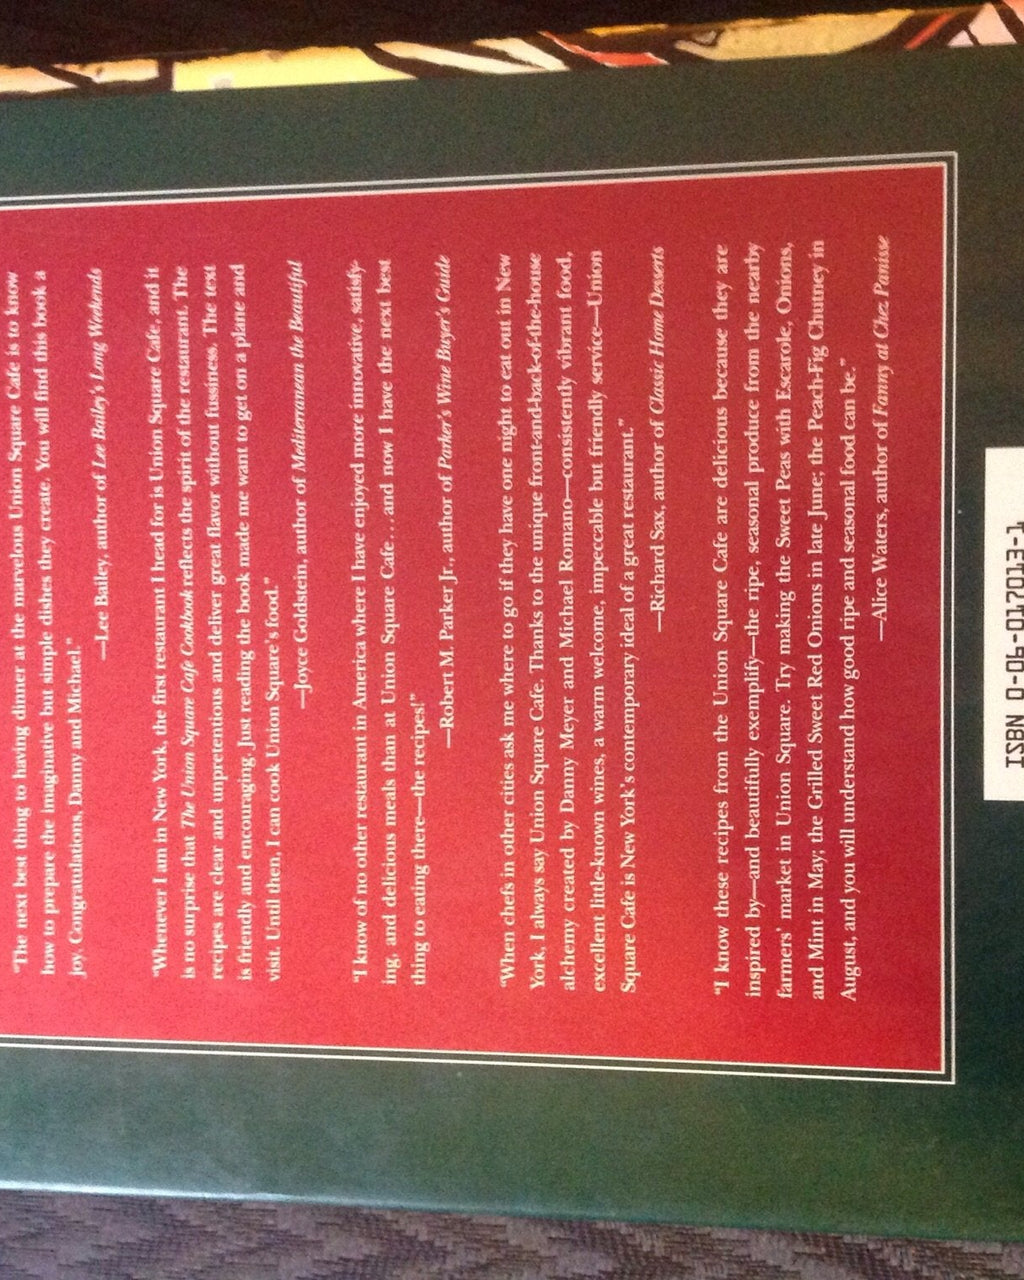 "The next best thing to having dinner at the marvelous Union Square Cafe is to know
how to prepare the imaginative but simple dishes they create. You will find this book a
joy. Congratulations, Danny and Michael."
—Lee Bailey, author of Lee Bailey's Long Weekends
"Whenever I am in New York, the first restaurant I head for is Union Square Cafe, and it
is no surprise that The Union Square Cafe Cookbook reflects the spirit of the restaurant. The
recipes are clear and unpretentious and deliver great flavor without fussiness. The text
is friendly and encouraging. Just reading the book made me want to get on a plane and
visit. Until then, I can cook Union Square's food."
—Joyce Goldstein, author of Mediterranean the Beautiful
"I know of no other restaurant in America where I have enjoyed more innovative, satisfy-
ing, and delicious meals than at Union Square Cafe...and now I have the next best
thing to eating there—the recipes!"
—Robert M. Parker Jr., author of Parker's Wine Buyer's Guide
"When chefs in other cities ask me where to go if they have one night to eat out in New
York, I always say Union Square Cafe. Thanks to the unique front-and-back-of-the-house
alchemy created by Danny Meyer and Michael Romano—consistently vibrant food,
excellent little-known wines, a warm welcome, impeccable but friendly service—Union
Square Cafe is New York's contemporary ideal of a great restaurant."
—Richard Sax, author of Classic Home Desserts
"I know these recipes from the Union Square Cafe are delicious because they are
inspired by—and beautifully exemplify—the ripe, seasonal produce from the nearby
farmers' market in Union Square. Try making the Sweet Peas with Escarole, Onions,
and Mint in May; the Grilled Sweet Red Onions in late June; the Peach-Fig Chutney in
August, and you will understand how good ripe and seasonal food can be."
—Alice Waters, author of Fanny at Chez Panisse
ISBN 0-06-017013-1